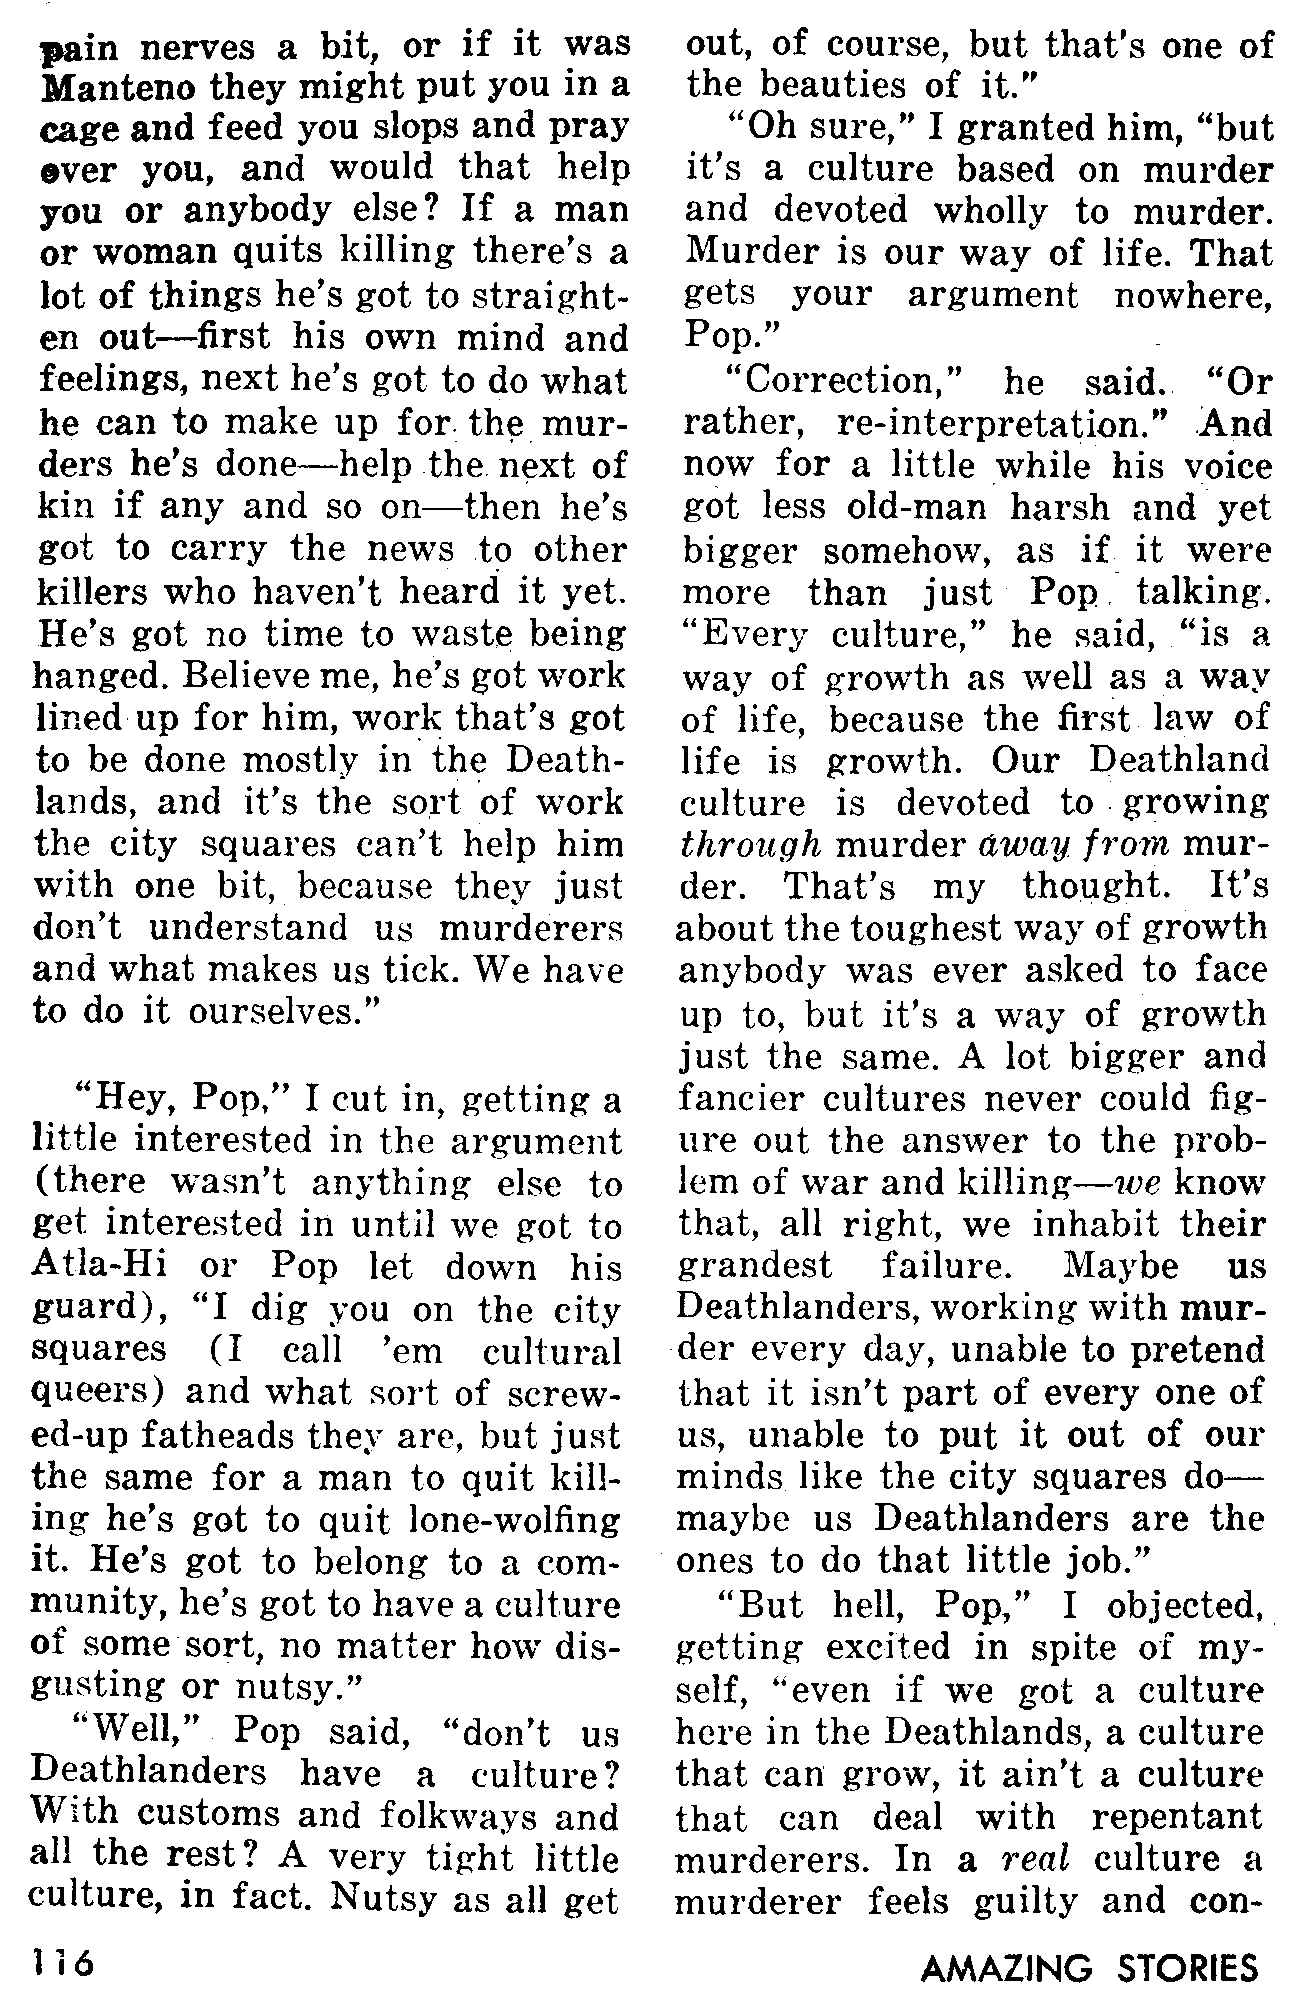 pain nerves a bit, or if it was
Manteno they might put you in a
cage and feed you slops and pray
over you, and would that help
you or anybody else? If a man
or woman quits killing there's a
lot of things he's got to straight-
en out—first his own mind and
feelings, next he's got to do what
he can to make up for the mur-
ders he's done—help the next of
kin if any and so on—then he's
got to carry the news to other
killers who haven't heard it yet.
He's got no time to waste being
hanged. Believe me, he's got work
lined up for him, work that's got
to be done mostly in the Death-
lands, and it's the sort of work
the city squares can't help him
with one bit, because they just
don't understand us murderers
and what makes us tick. We have
to do it ourselves."
"Hey, Pop," I cut in, getting a
little interested in the argument
(there wasn't anything else to
get interested in until we got to
Atla-Hi or Pop let down his
guard), "I dig you on the city
squares (I call 'em cultural
queers) and what sort of screw-
ed-up fatheads they are, but just
the same for a man to quit kill-
ing he's got to quit lone-wolfing
it. He's got to belong to a com-
munity, he's got to have a culture
of some sort, no matter how dis-
gusting or nutsy."
"Well," Pop said, "don't us
Deathlanders have a culture?
With customs and folkways and
all the rest? A very tight little
culture, in fact. Nutsy as all get
out, of course, but that's one of
the beauties of it."
"Oh sure," I granted him, "but
it's a culture based on murder
and devoted wholly to murder.
Murder is our way of life. That
gets your argument nowhere,
Pop."
"Correction," he said. "Or
rather, re-interpretation." And
now for a little while his voice
got less old-man harsh and yet
bigger somehow, as if it were
more than just Pop talking.
"Every culture," he said, "is a
way of growth as well as a way
of life, because the first law of
life is growth. Our Deathland
culture is devoted to growing
through murder away from mur-
der. That's my thought. It's
about the toughest way of growth
anybody was ever asked to face
up to, but it's a way of growth
just the same. A lot bigger and
fancier cultures never could fig-
ure out the answer to the prob-
lem of war and killing—we know
that, all right, we inhabit their
grandest failure. Maybe us
Deathlanders, working with mur-
der every day, unable to pretend
that it isn't part of every one of
us, unable to put it out of our
minds like the city squares do—
maybe us Deathlanders are the
ones to do that little job."
"But hell, Pop," I objected,
getting excited in spite of my-
self, "even if we got a culture
here in the Deathlands, a culture
that can grow, it ain't a culture
that can deal with repentant
murderers. In a real culture a
murderer feels guilty and con-
116
AMAZING STORIES